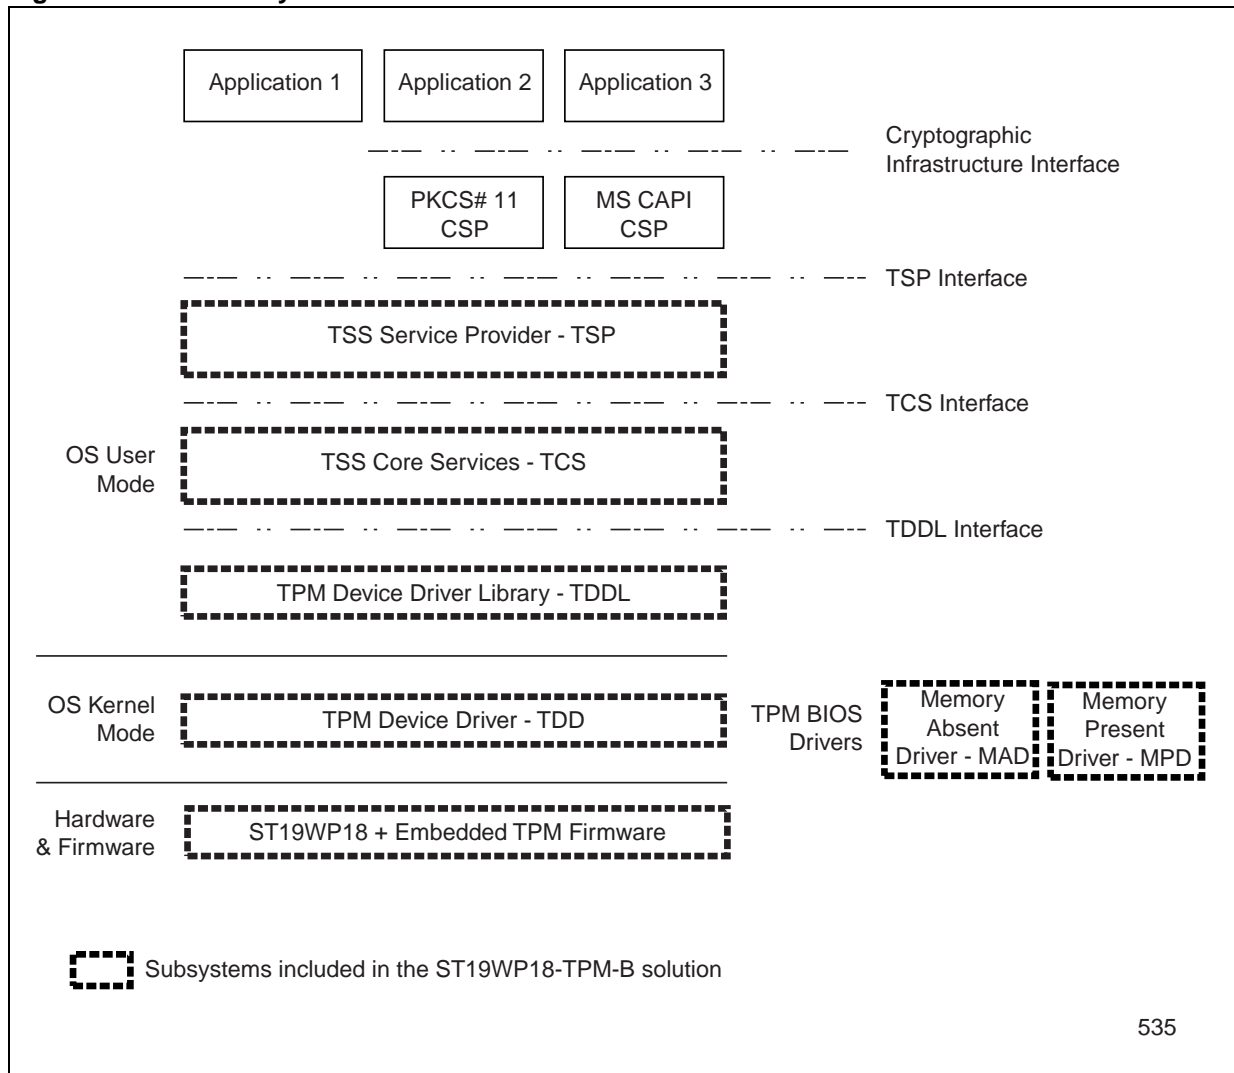 Application 1
Application 2
Application 3
Cryptographic
Infrastructure Interface
PKCS# 11
CSP
MS CAPI
CSP
TSP Interface
TSS Service Provider - TSP
TCS Interface
OS User
Mode
TSS Core Services - TCS
TDDL Interface
TPM Device Driver Library - TDDL
OS Kernel
Mode
TPM Device Driver - TDD
TPM BIOS
Drivers
Memory
Absent
Driver - MAD
Memory
Present
Driver - MPD
Hardware
& Firmware
ST19WP18 + Embedded TPM Firmware
Subsystems included in the ST19WP18-TPM-B solution
535